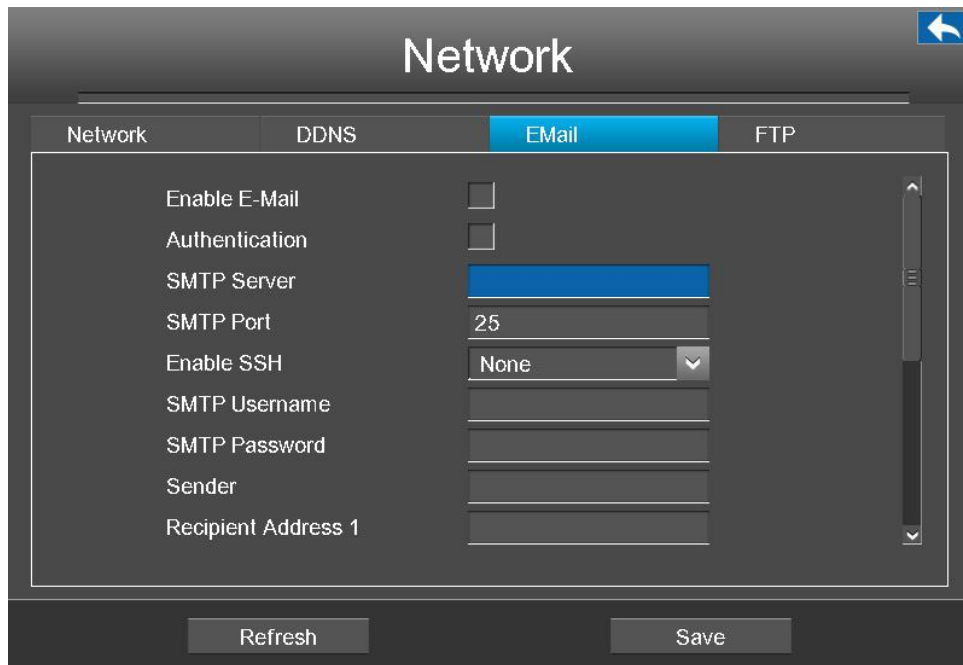 Network
Network DDNS EMail FTP
Enable E-Mail
Authentication
SMTP Server
SMTP Port 25
Enable SSH None
SMTP Username
SMTP Password
Sender
Recipient Address 1
Refresh Save